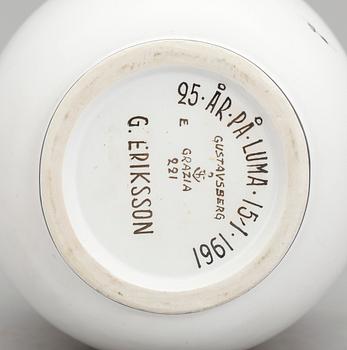 25·ÅR·PÅ·LUMA·15·1·1961
GUSTAVSBERG
E. GRAZIA
221
G. ERIKSSON